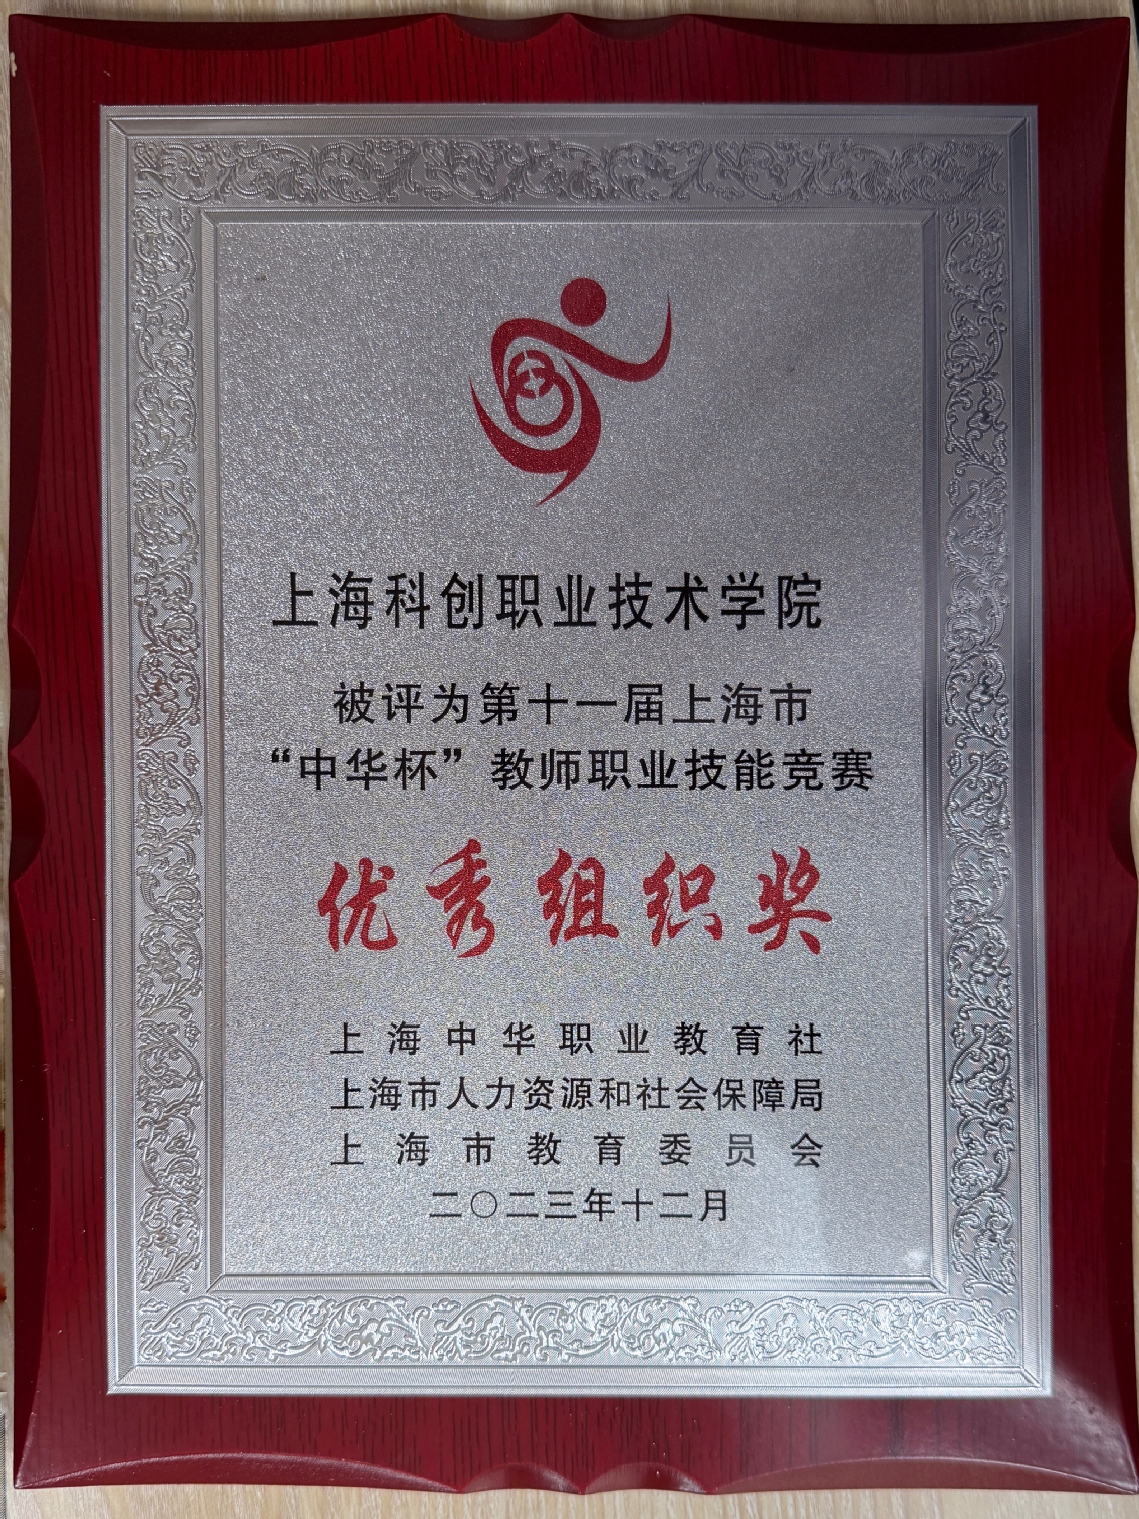 上海科创职业技术学院
被评为第十一届上海市
“中华杯”教师职业技能竞赛
优秀组织奖
上海中华职业教育社
上海市人力资源和社会保障局
上海市教育委员会
二〇二三年十二月